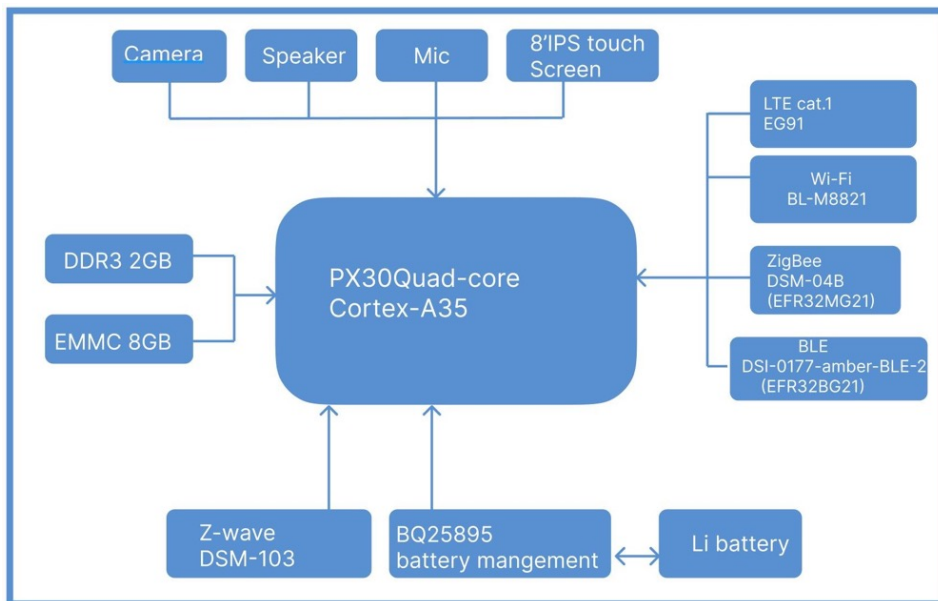 Camera
Speaker
Mic
8'IPS touch
Screen
LTE cat.1
EG91
Wi-Fi
BL-M8821
DDR3 2GB
PX30Quad-core
Cortex-A35
ZigBee
DSM-04B
(EFR32MG21)
EMMC 8GB
BLE
DSI-0177-amber-BLE-2
(EFR32BG21)
Z-wave
DSM-103
BQ25895
battery mangement
Li battery